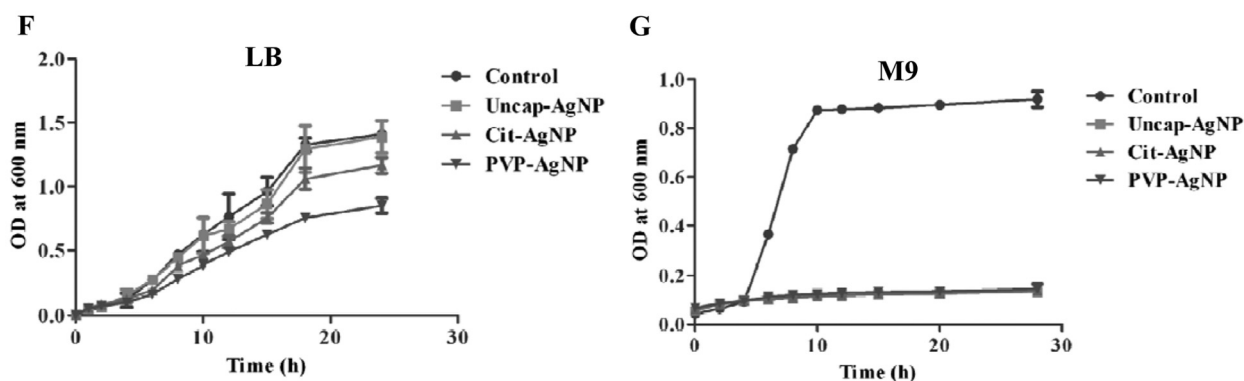 F
LB
OD at 600 nm
2.0
1.5
1.0
0.5
0.0
0
10
20
30
Time (h)
Control
Uncap-AgNP
Cit-AgNP
PVP-AgNP
G
M9
OD at 600 nm
1.0
0.8
0.6
0.4
0.2
0.0
0
10
20
30
Time (h)
Control
Uncap-AgNP
Cit-AgNP
PVP-AgNP